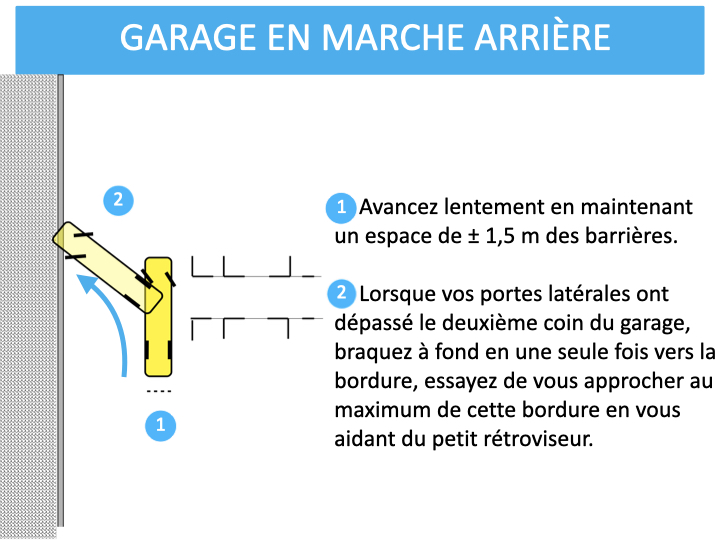 GARAGE EN MARCHE ARRIÈRE
2
1
1 Avancez lentement en maintenant
un espace de ± 1,5 m des barrières.
2 Lorsque vos portes latérales ont
dépassé le deuxième coin du garage,
braquez à fond en une seule fois vers la
bordure, essayez de vous approcher au
maximum de cette bordure en vous
aidant du petit rétroviseur.